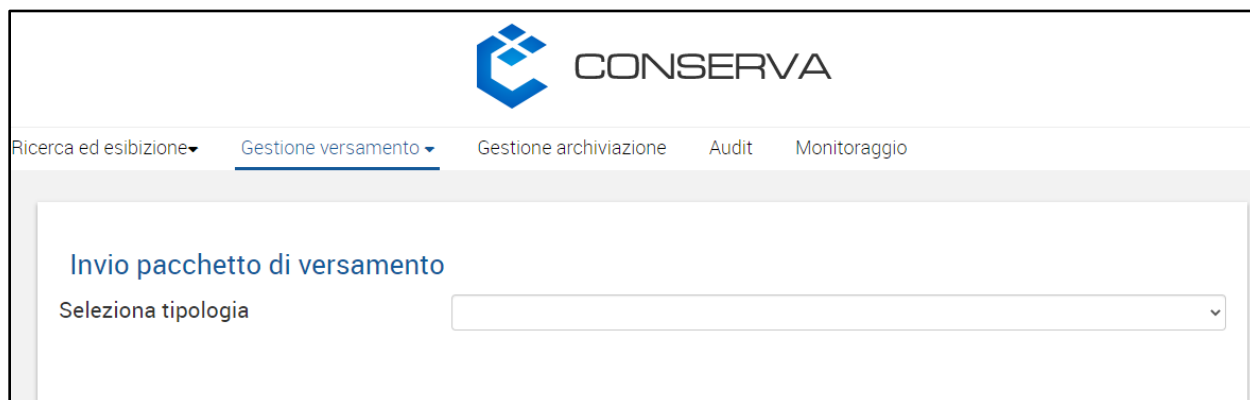 CONSERVA
Ricerca ed esibizione Gestione versamento Gestione archiviazione Audit Monitoraggio
Invio pacchetto di versamento
Seleziona tipologia